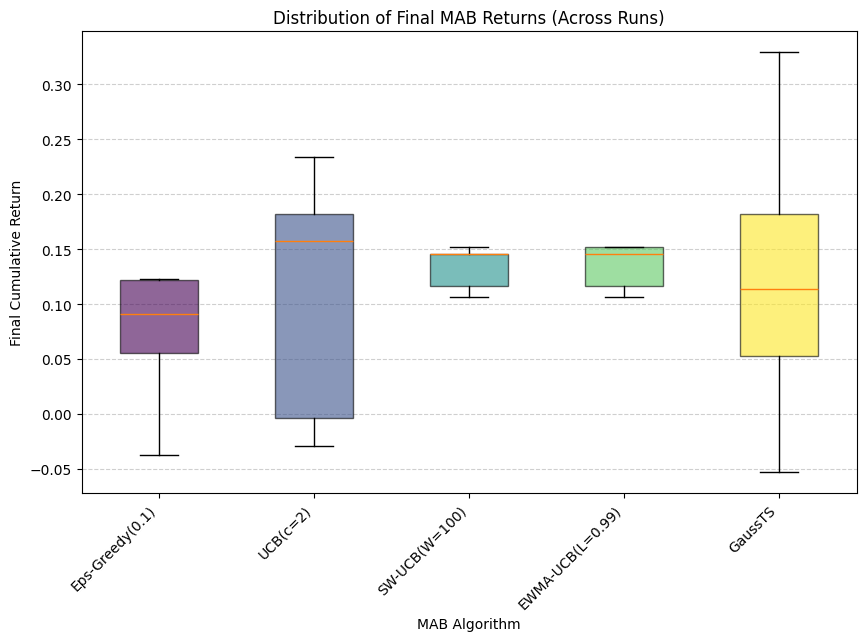 Distribution of Final MAB Returns (Across Runs)
Final Cumulative Return
0.30
0.25
0.20
0.15
0.10
0.05
0.00
−0.05
Eps-Greedy(0.1)
UCB(c=2)
SW-UCB(W=100)
EWMA-UCB(L=0.99)
GaussTS
MAB Algorithm